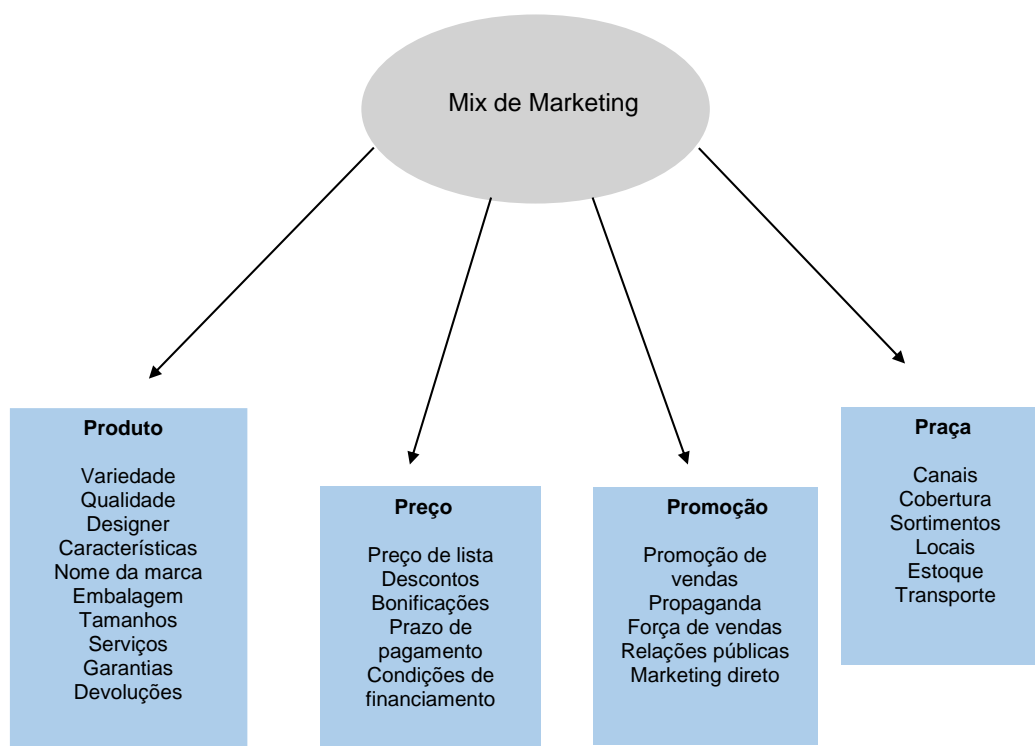 Mix de Marketing
Produto
Variedade
Qualidade
Designer
Características
Nome da marca
Embalagem
Tamanhos
Serviços
Garantias
Devoluções
Preço
Preço de lista
Descontos
Bonificações
Prazo de
pagamento
Condições de
financiamento
Promoção
Promoção de
vendas
Propaganda
Força de vendas
Relações públicas
Marketing direto
Praça
Canais
Cobertura
Sortimentos
Locais
Estoque
Transporte